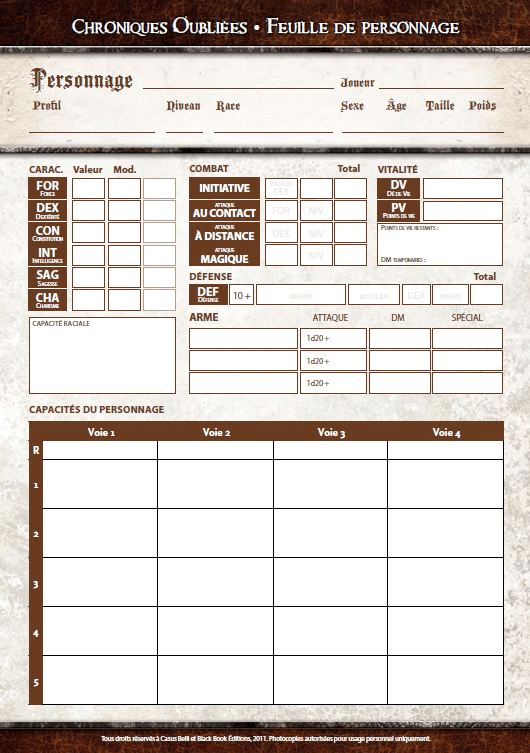 Chroniques Oubliées • Feuille de personnage
Personnage Joueur
Profil Niveau Race Sexe Âge Taille Poids
CARAC. Valeur Mod.
FOR
Force
DEX
Dextérité
CON
Constitution
INT
Intelligence
SAG
Sagesse
CHA
Charisme
CAPACITÉ RACIALE
COMBAT Total
INITIATIVE VALEUR DEX
ATTAQUE
AU CONTACT FOR NIV
ATTAQUE
À DISTANCE DEX NIV
ATTAQUE
MAGIQUE NIV
VITALITÉ
DV
Dé de Vie
PV
Points de vie
Points de vie restants :
DM temporaires :
DÉFENSE Total
DEF
Défense
10 + ARMURE BOUCLIER DEX DIVERS
ARME ATTAQUE DM SPÉCIAL
1d20 +
1d20 +
1d20 +
CAPACITÉS DU PERSONNAGE
Voie 1 Voie 2 Voie 3 Voie 4
R
1
2
3
4
5
Tous droits réservés à Casus Belli et Black Book Éditions, 2011. Photocopies autorisées pour usage personnel uniquement.